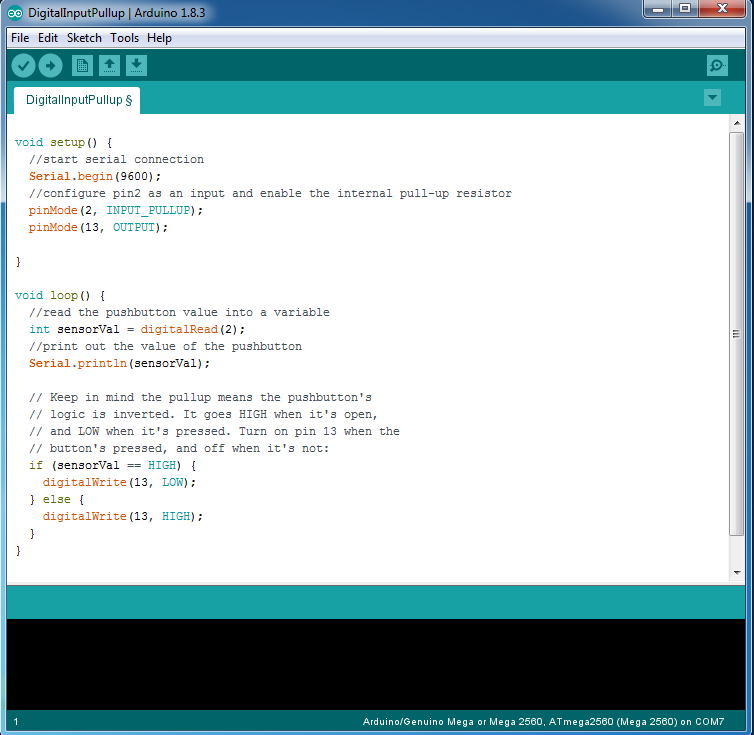 DigitalInputPullup | Arduino 1.8.3
File Edit Sketch Tools Help
DigitalInputPullup §
void setup() {
  //start serial connection
  Serial.begin(9600);
  //configure pin2 as an input and enable the internal pull-up resistor
  pinMode(2, INPUT_PULLUP);
  pinMode(13, OUTPUT);
}
void loop() {
  //read the pushbutton value into a variable
  int sensorVal = digitalRead(2);
  //print out the value of the pushbutton
  Serial.println(sensorVal);
  // Keep in mind the pullup means the pushbutton's
  // logic is inverted. It goes HIGH when it's open,
  // and LOW when it's pressed. Turn on pin 13 when the
  // button's pressed, and off when it's not:
  if (sensorVal == HIGH) {
    digitalWrite(13, LOW);
  } else {
    digitalWrite(13, HIGH);
  }
}
1 Arduino/Genuino Mega or Mega 2560, ATmega2560 (Mega 2560) on COM7